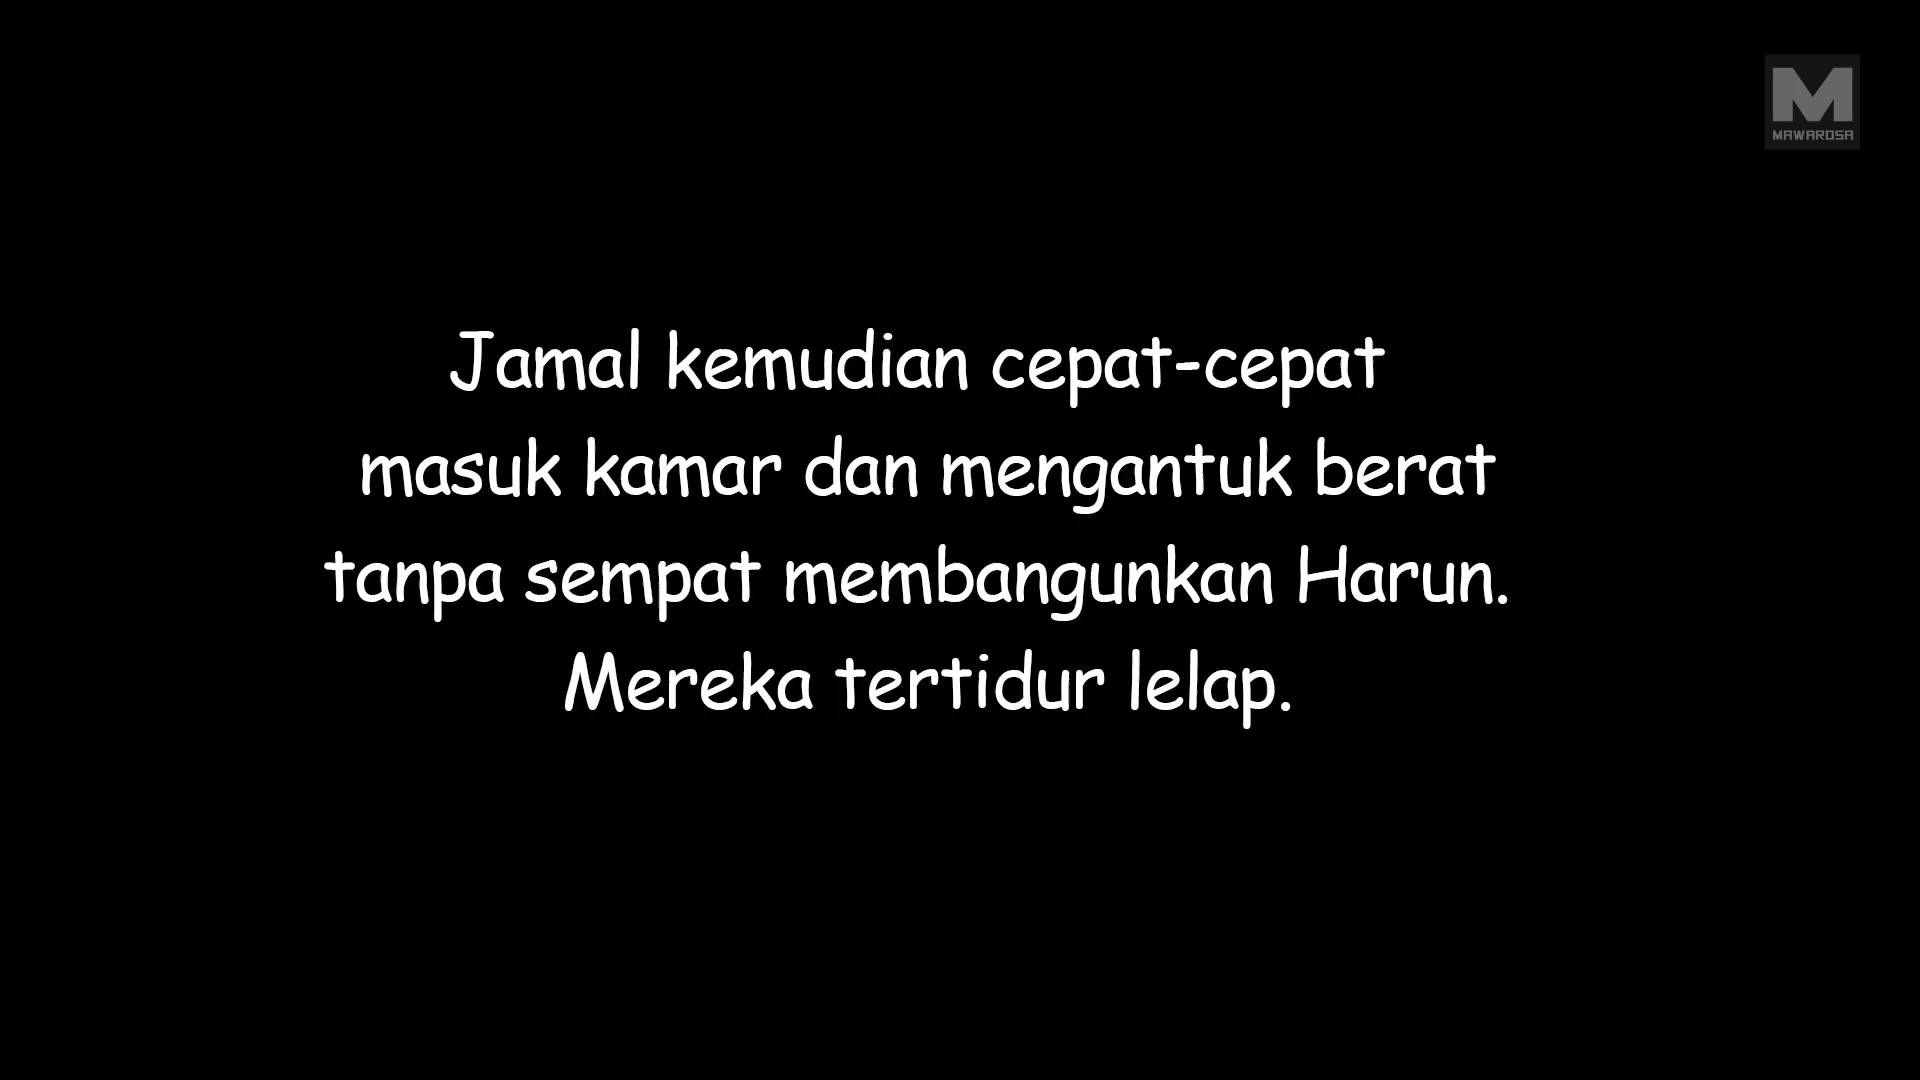 M
MAWAROSA
Jamal kemudian cepat-cepat
masuk kamar dan mengantuk berat
tanpa sempat membangunkan Harun.
Mereka tertidur lelap.